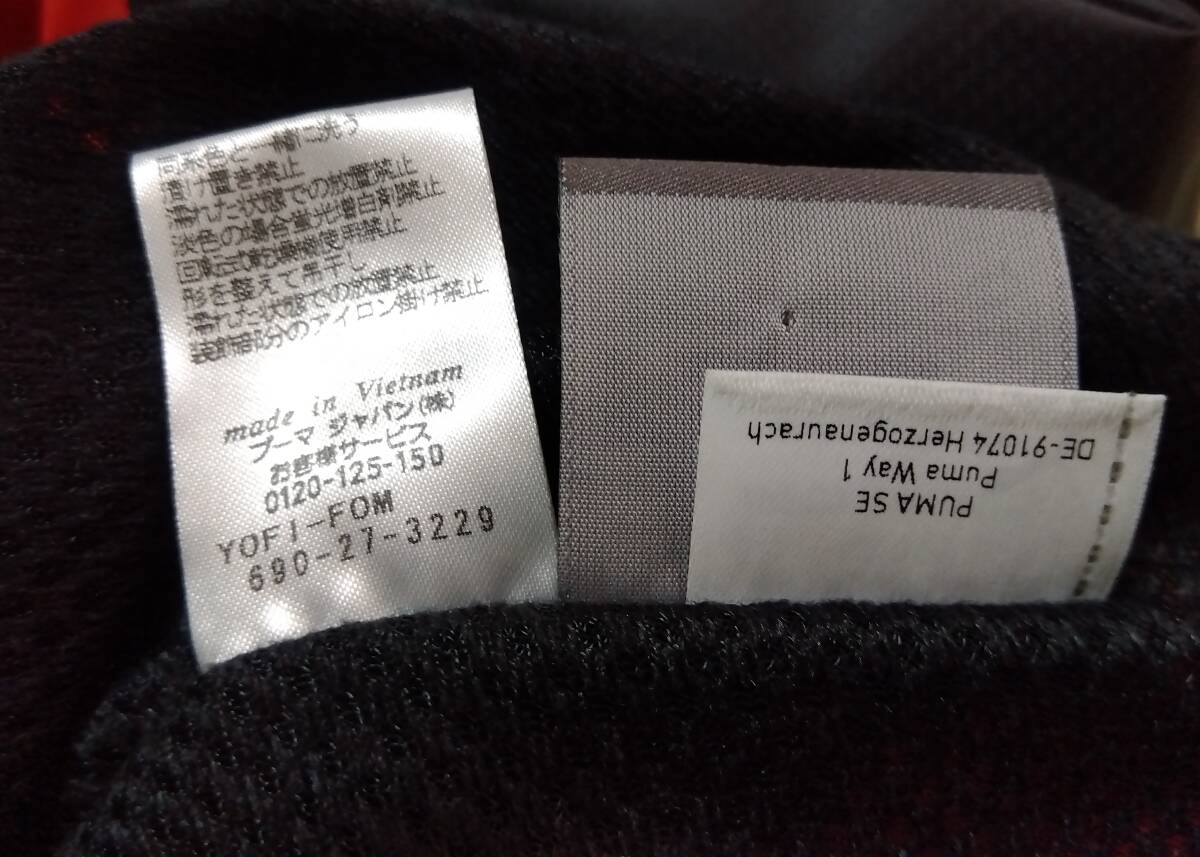 同系色と一緒に洗う
漬け置き禁止
濡れた状態での放置禁止
淡色の場合蛍光増白剤禁止
回転式乾燥機使用禁止
形を整えて吊干し
濡れた状態での放置禁止
装飾部分のアイロン掛け禁止
made in Vietnam
プーマ ジャパン(株)
お客様サービス
0120-125-150
YOFI-FOM
690-27-3229
PUMA SE
Puma Way 1
DE-91074 Herzogenaurach